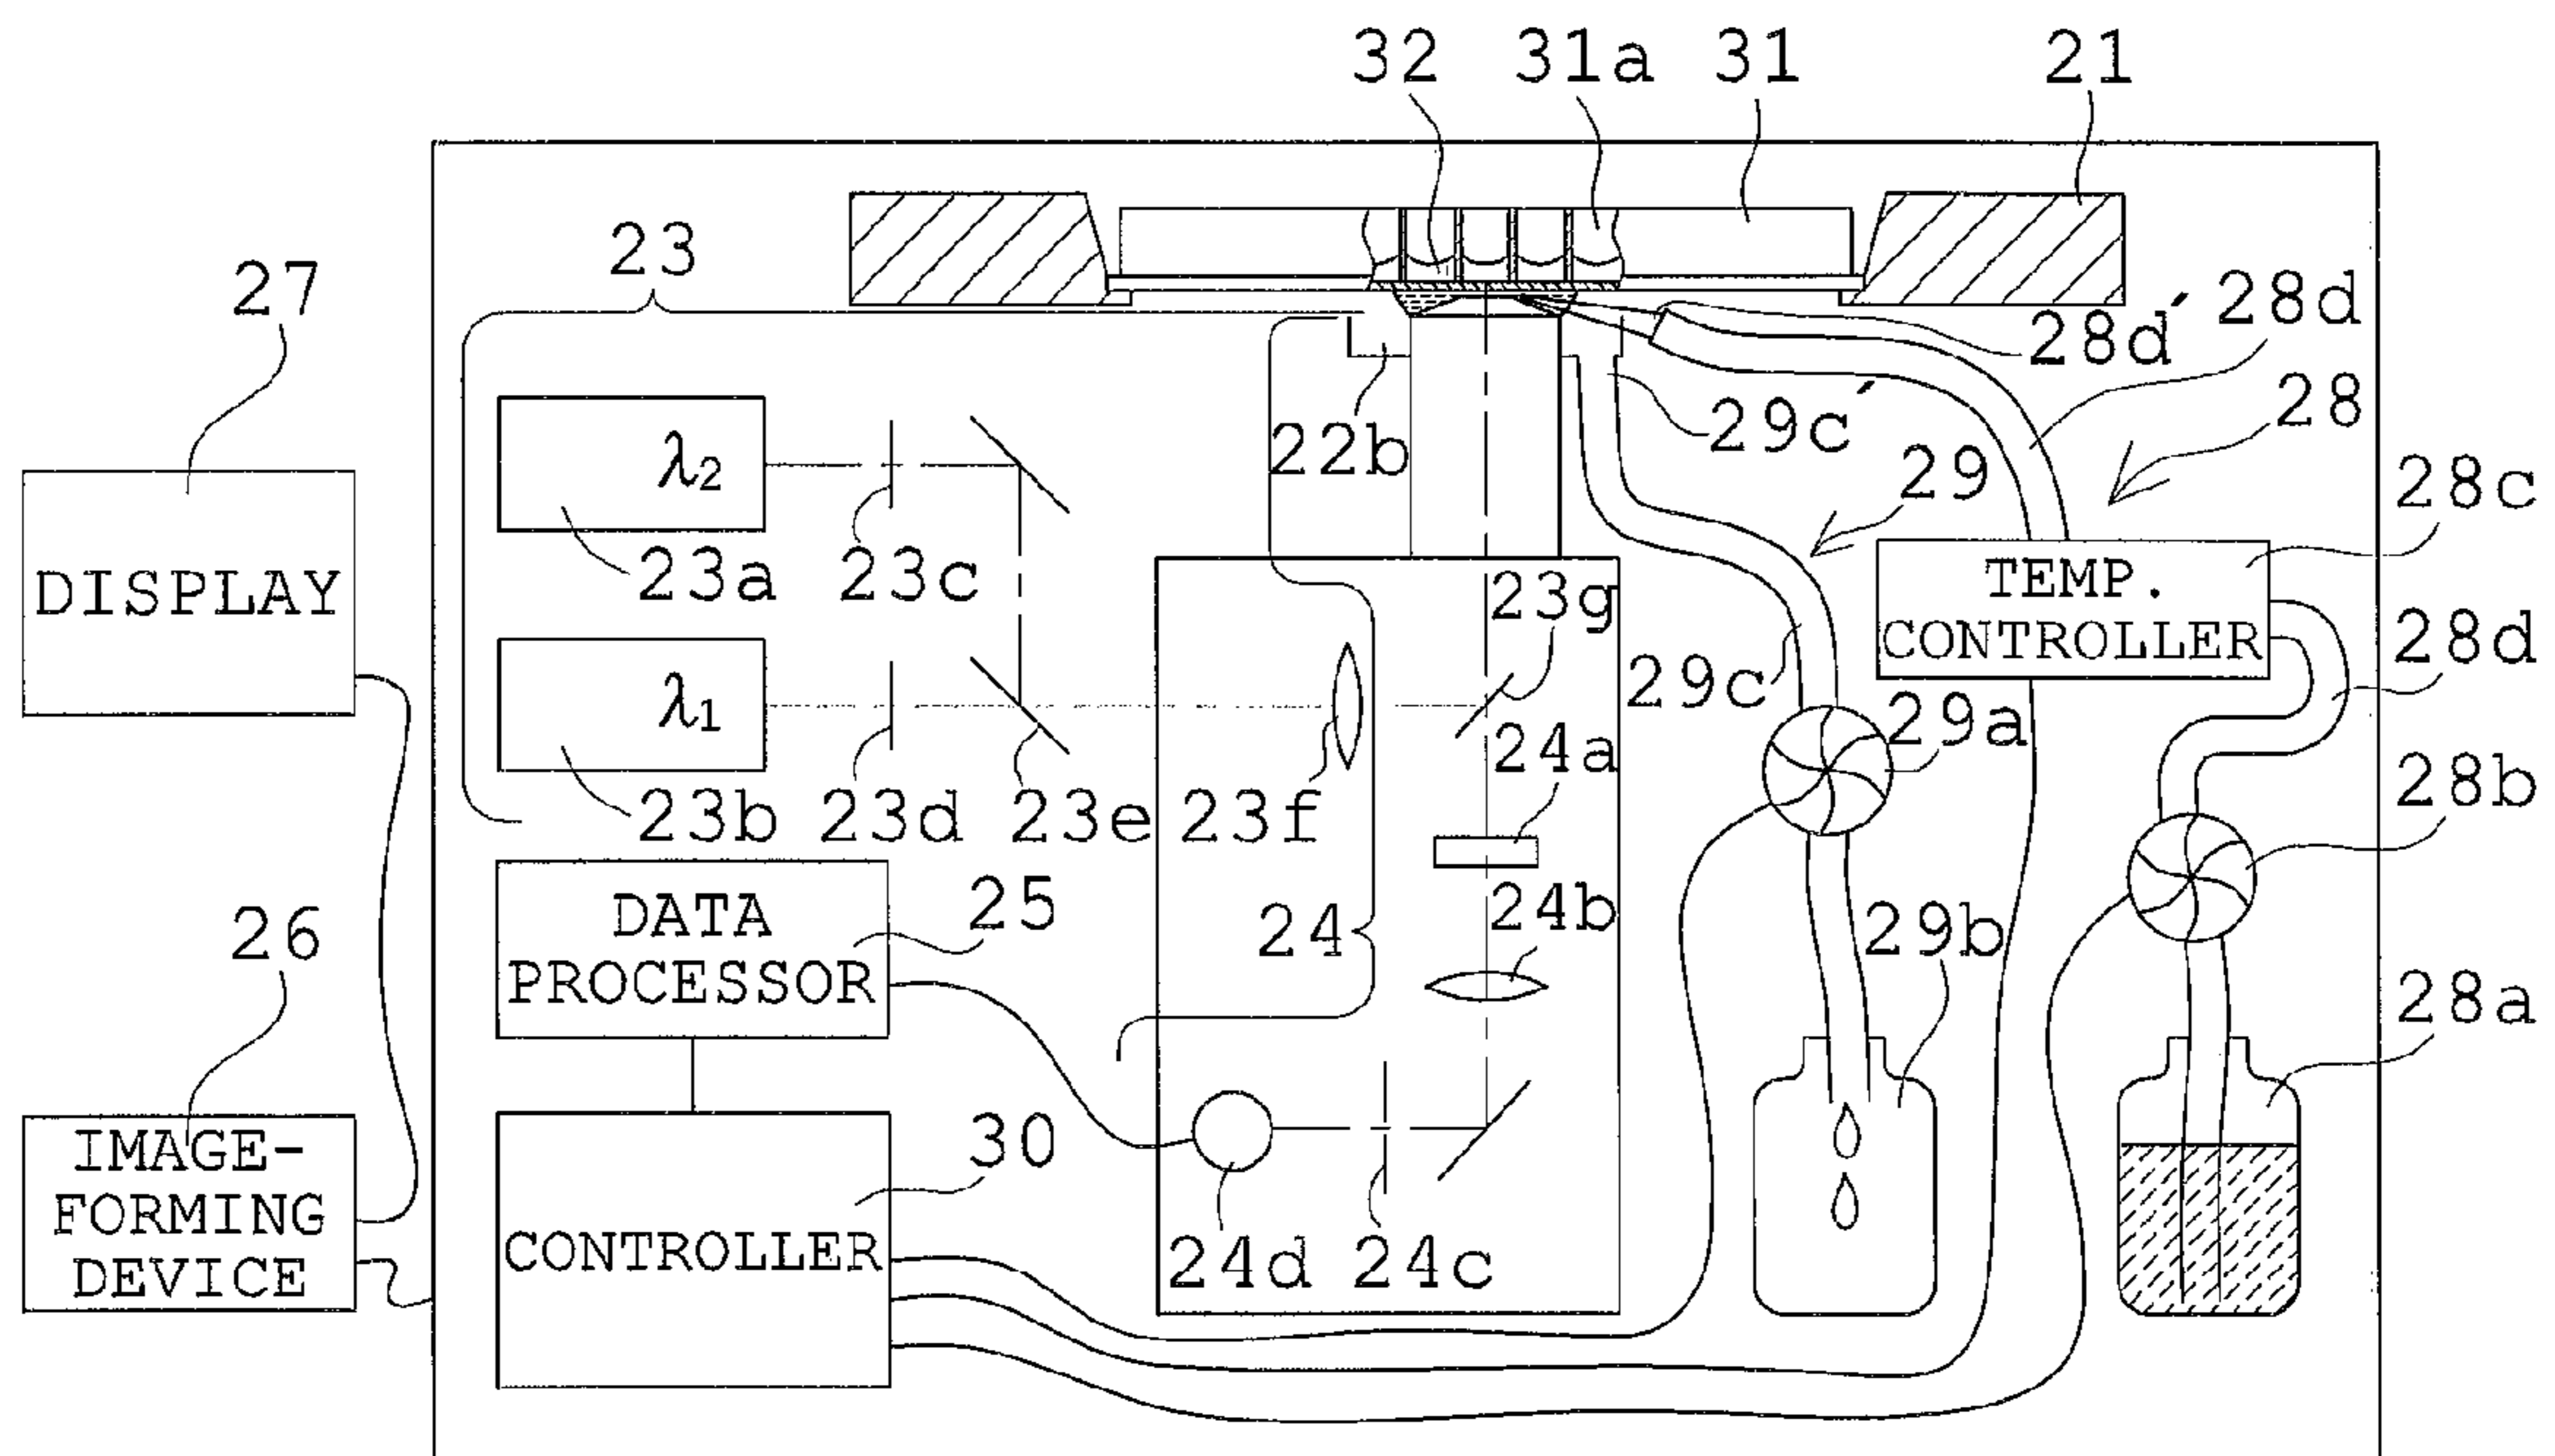 32
31a
31
21
23
27
28d′
28d
28
λ2
23a
23c
22b
29c′
29
28c
DISPLAY
TEMP.
CONTROLLER
28d
23g
29c
λ1
23b
23d
23e
23f
24a
29a
28b
DATA
PROCESSOR
25
24
24b
29b
26
28a
IMAGE-
FORMING
DEVICE
CONTROLLER
30
24d
24c